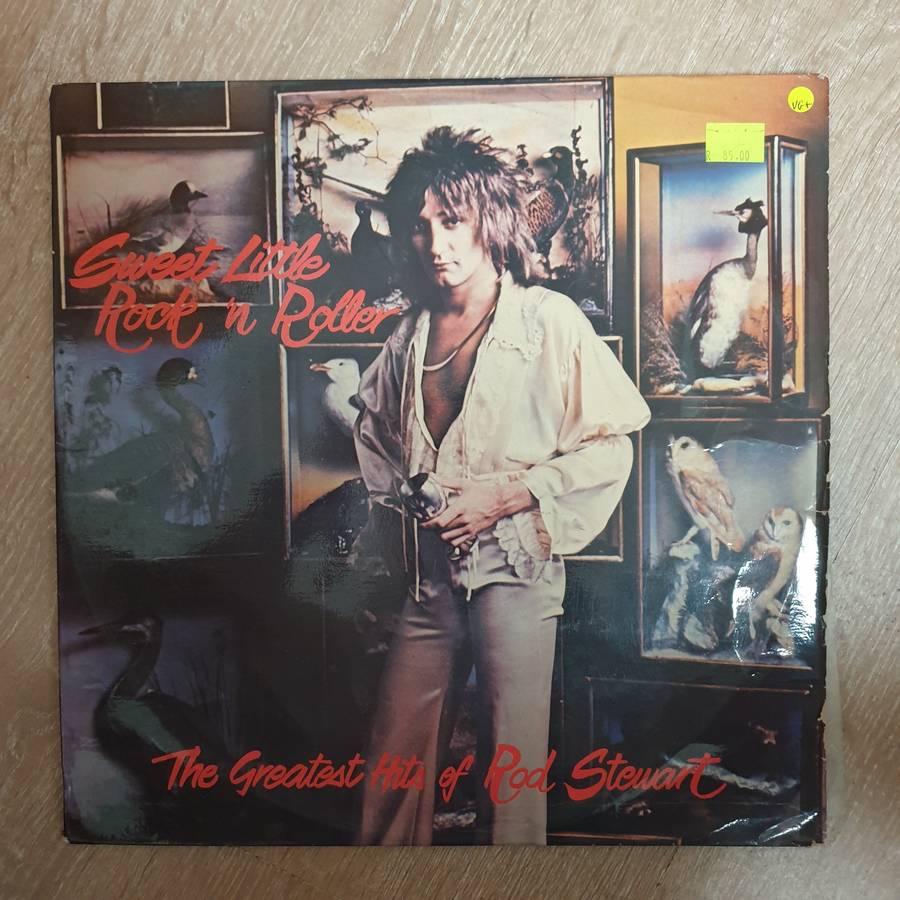 VG+
R 85.00
Sweet Little
Rock 'n Roller
The Greatest Hits of Rod Stewart